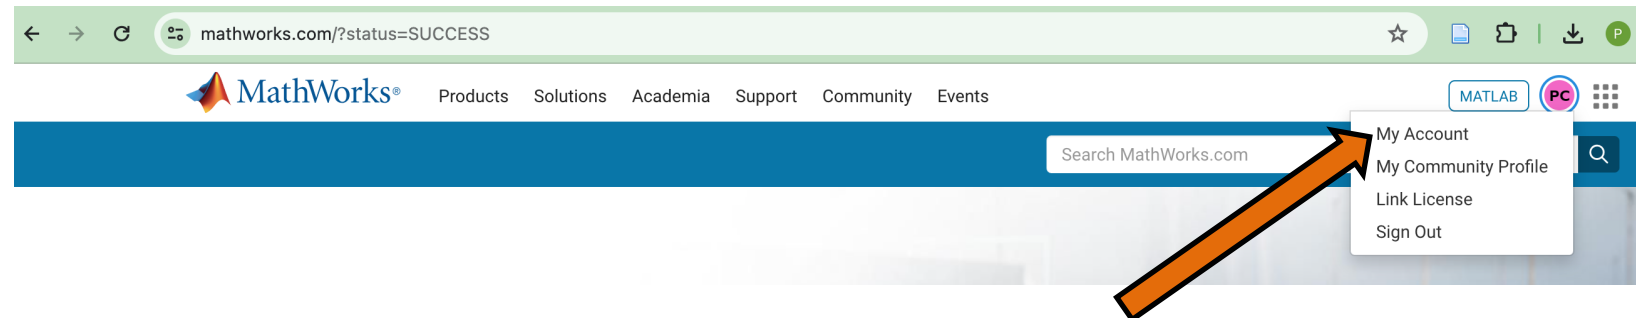 mathworks.com/?status=SUCCESS
P
MathWorks®
Products Solutions Academia Support Community Events
MATLAB PC
Search MathWorks.com
My Account
My Community Profile
Link License
Sign Out